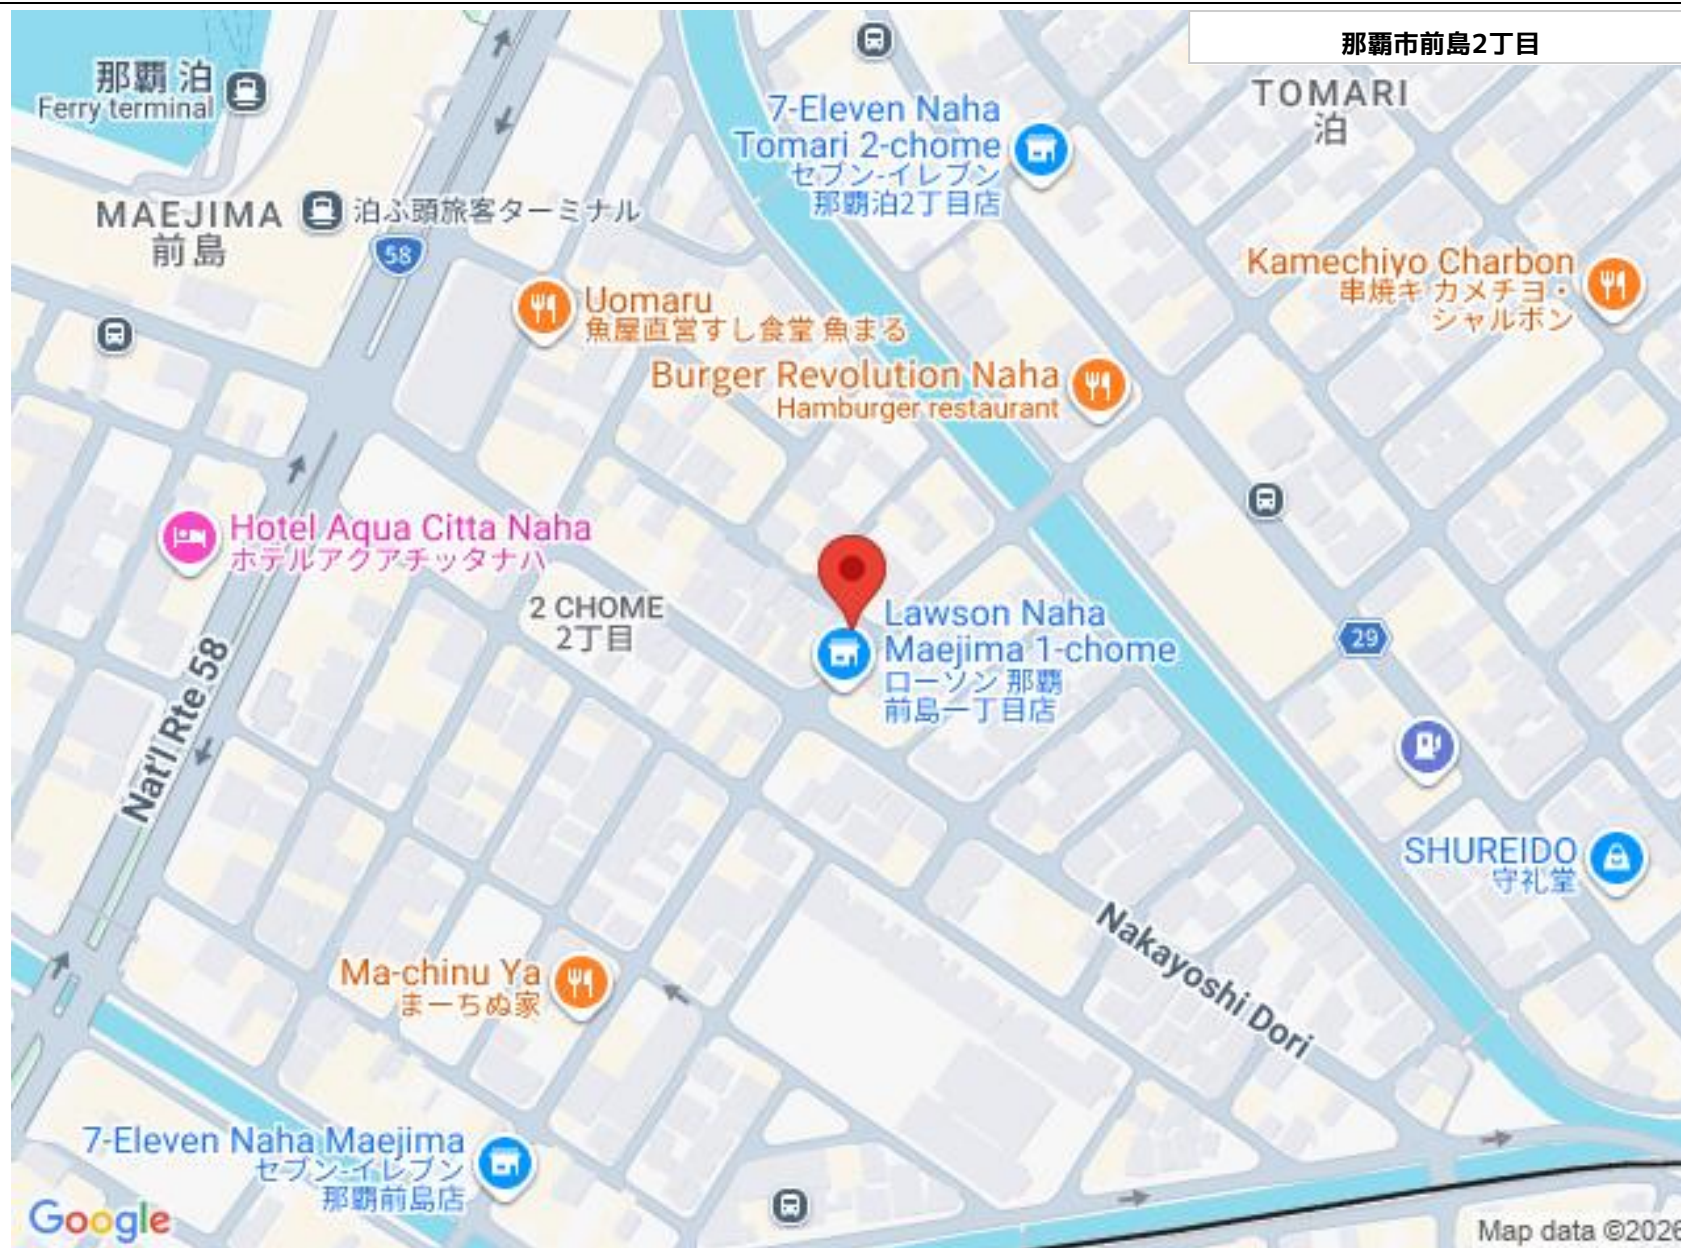 那覇市前島2丁目
那覇 泊
Ferry terminal
TOMARI
泊
7-Eleven Naha
Tomari 2-chome
セブン-イレブン
那覇泊2丁目店
MAEJIMA
前島
泊ふ頭旅客ターミナル
58
Kamechiyo Charbon
串焼キ カメチヨ・
シャルボン
Uomaru
魚屋直営すし食堂 魚まる
Burger Revolution Naha
Hamburger restaurant
Hotel Aqua Citta Naha
ホテルアクアチッタナハ
2 CHOME
2丁目
Lawson Naha
Maejima 1-chome
ローソン 那覇
前島一丁目店
29
Nat'l Rte 58
SHUREIDO
守礼堂
Nakayoshi Dori
Ma-chinu Ya
まーちぬ家
7-Eleven Naha Maejima
セブン-イレブン
那覇前島店
Google
Map data ©2026